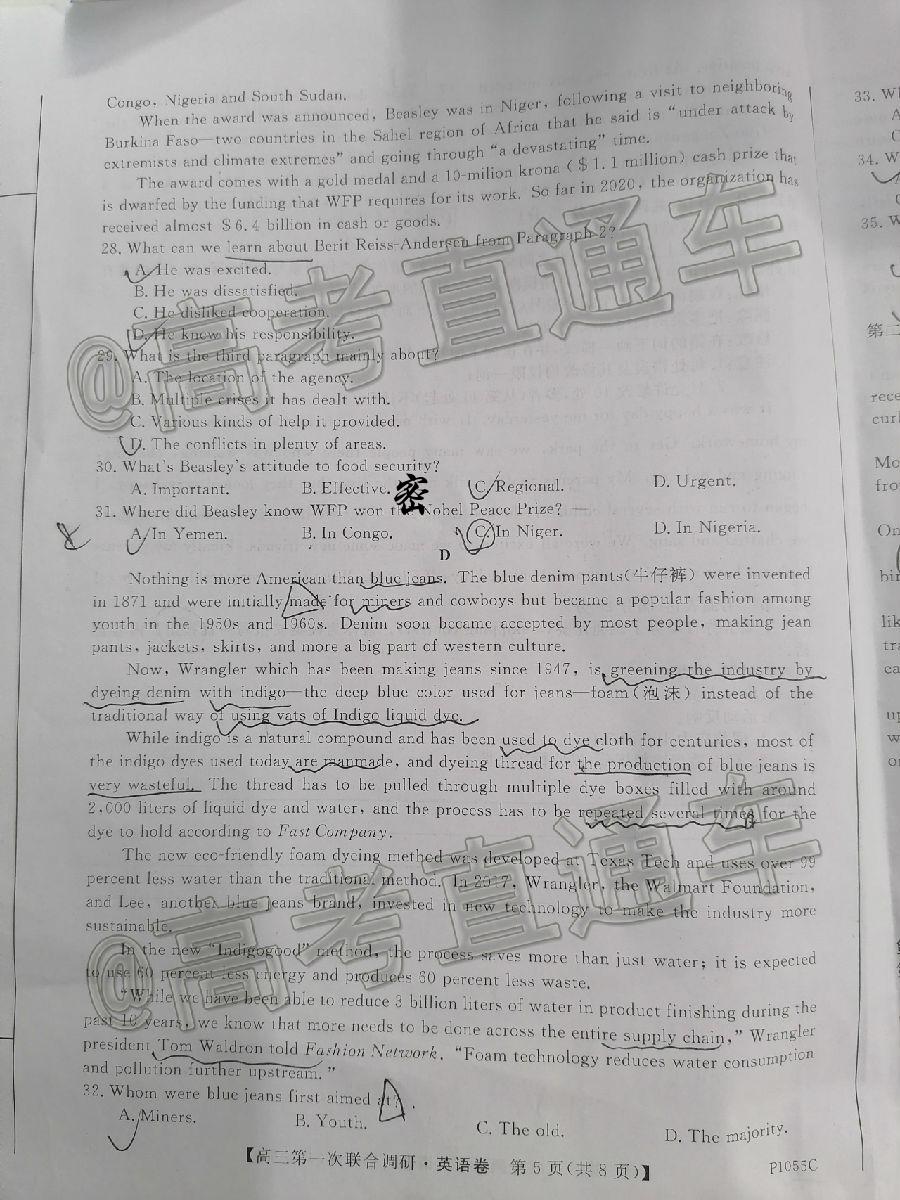 Congo, Nigeria and South Sudan.
When the award was announced, Beasley was in Niger, following a visit to neighboring
Burkina Faso—two countries in the Sahel region of Africa that he said is "under attack by
extremists and climate extremes" and going through "a devastating" time.
The award comes with a gold medal and a 10-milion krona ($1.1 million) cash prize that
is dwarfed by the funding that WFP requires for its work. So far in 2020, the organization has
received almost $6.4 billion in cash or goods.
28. What can we learn about Berit Reiss-Andersen from Paragraph 2?
A. He was excited.
B. He was dissatisfied.
C. He disliked cooperation.
D. He knew his responsibility.
29. What is the third paragraph mainly about?
A. The location of the agency.
B. Multiple crises it has dealt with.
C. Various kinds of help it provided.
D. The conflicts in plenty of areas.
30. What's Beasley's attitude to food security?
A. Important. B. Effective. C. Regional. D. Urgent.
密
31. Where did Beasley know WFP won the Nobel Peace Prize?
A. In Yemen. B. In Congo. C. In Niger. D. In Nigeria.
D
Nothing is more American than blue jeans. The blue denim pants(牛仔裤) were invented
in 1871 and were initially made for miners and cowboys but became a popular fashion among
youth in the 1950s and 1960s. Denim soon became accepted by most people, making jean
pants, jackets, skirts, and more a big part of western culture.
Now, Wrangler which has been making jeans since 1947, is greening the industry by
dyeing denim with indigo—the deep blue color used for jeans—foam(泡沫) instead of the
traditional way of using vats of Indigo liquid dye.
While indigo is a natural compound and has been used to dye cloth for centuries, most of
the indigo dyes used today are manmade, and dyeing thread for the production of blue jeans is
very wasteful. The thread has to be pulled through multiple dye boxes filled with around
2,000 liters of liquid dye and water, and the process has to be repeated several times for the
dye to hold according to Fast Company.
The new eco-friendly foam dyeing method was developed at Texas Tech and uses over 99
percent less water than the traditional method. In 2017, Wrangler, the Walmart Foundation,
and Lee, another blue jeans brand, invested in new technology to make the industry more
sustainable.
In the new "Indigogood" method, the process saves more than just water; it is expected
to use 60 percent less energy and produces 60 percent less waste.
"While we have been able to reduce 3 billion liters of water in product finishing during the
past 10 years, we know that more needs to be done across the entire supply chain," Wrangler
president Tom Waldron told Fashion Network. "Foam technology reduces water consumption
and pollution further upstream."
32. Whom were blue jeans first aimed at?
A. Miners. B. Youth. C. The old. D. The majority.
【高三第一次联合调研·英语卷 第5页(共8页)】 P1055C
@高考直通车
@高考直通车
33. W
34. W
35. W
第二
rece
curl
Mo
fro
On
bir
lik
tra
ca
up
w
or